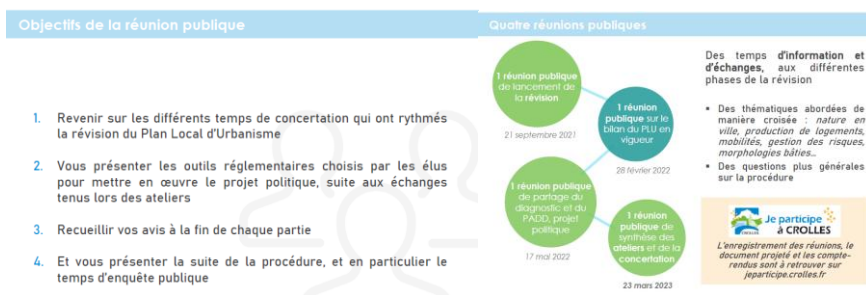 Objectifs de la réunion publique
1. Revenir sur les différents temps de concertation qui ont rythmés
la révision du Plan Local d'Urbanisme
2. Vous présenter les outils réglementaires choisis par les élus
pour mettre en œuvre le projet politique, suite aux échanges
tenus lors des ateliers
3. Recueillir vos avis à la fin de chaque partie
4. Et vous présenter la suite de la procédure, et en particulier le
temps d'enquête publique
Quatre réunions publiques
1 réunion publique
de lancement de
la révision
21 septembre 2021
1 réunion
publique sur le
bilan du PLU en
vigueur
28 février 2022
1 réunion publique
de partage du
diagnostic et du
PADD, projet
politique
17 mai 2022
1 réunion
publique de
synthèse des
ateliers et de la
concertation
23 mars 2023
Des temps d'information et
d'échanges, aux différentes
phases de la révision
• Des thématiques abordées de
manière croisée : nature en
ville, production de logements,
mobilités, gestion des risques,
morphologies bâties…
• Des questions plus générales
sur la procédure
CROLLES
Je participe
à CROLLES
L'enregistrement des réunions, le
document projeté et les compte-
rendus sont à retrouver sur
jeparticipe.crolles.fr